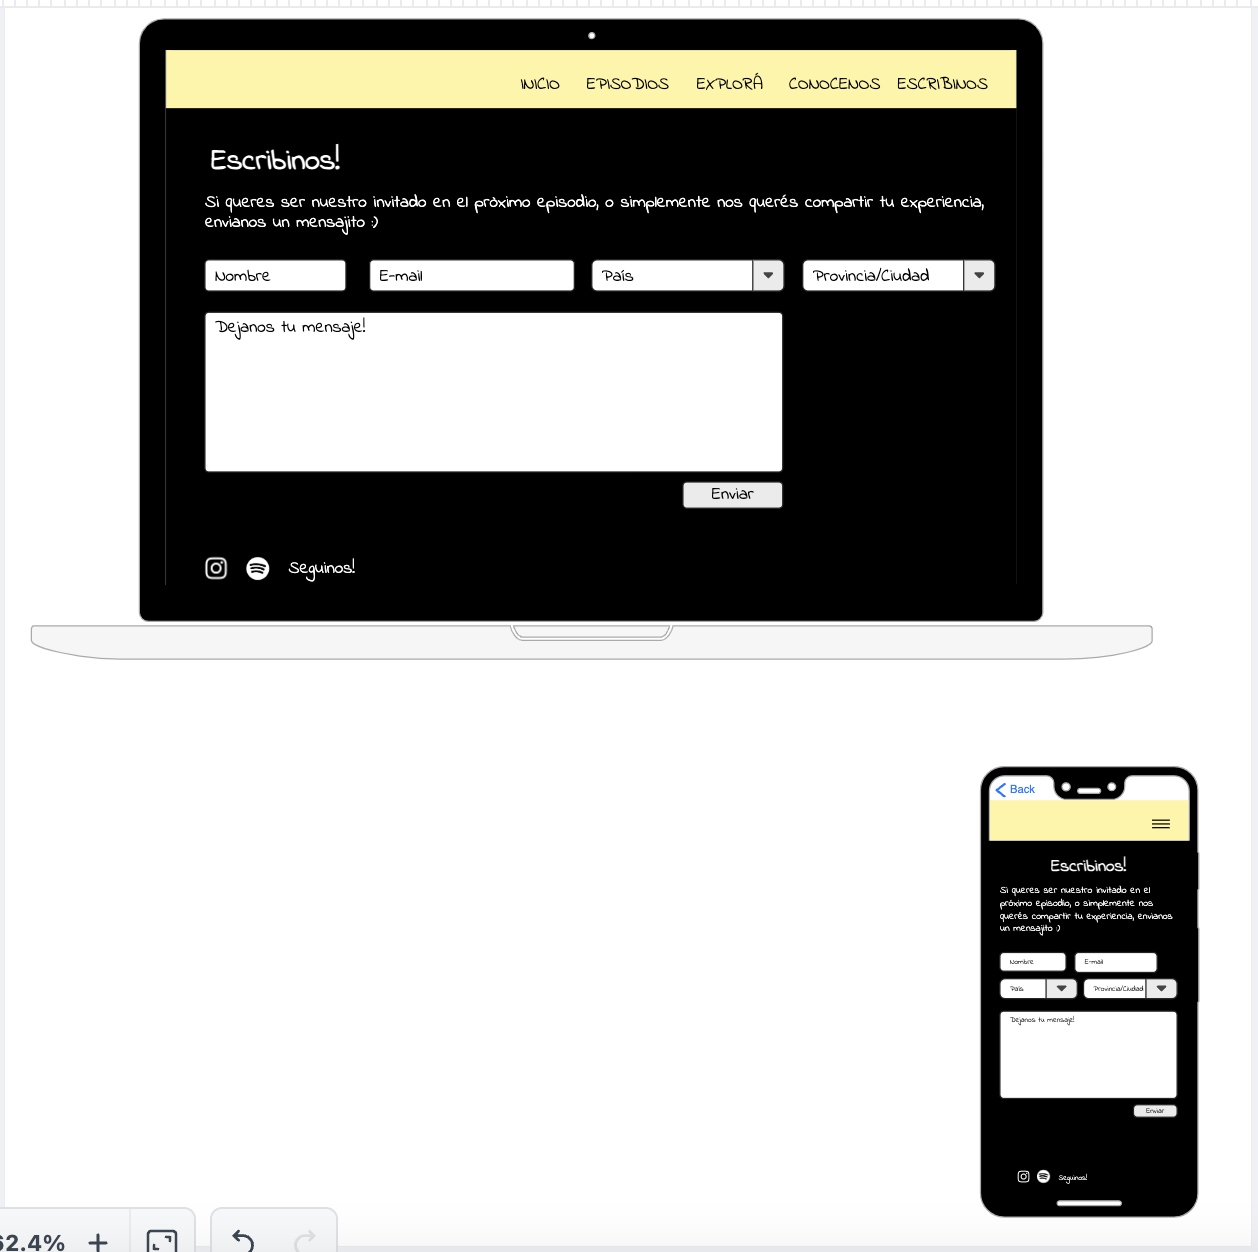 INICIO EPISODIOS EXPLORÁ CONOCENOS ESCRIBINOS
Escribinos!
Si queres ser nuestro invitado en el próximo episodio, o simplemente nos querés compartir tu experiencia,
envianos un mensajito :)
Nombre E-mail País Provincia/Ciudad
Dejanos tu mensaje!
Enviar
Seguinos!
Back
Escribinos!
Si queres ser nuestro invitado en el
próximo episodio, o simplemente nos
querés compartir tu experiencia, envianos
un mensajito :)
Nombre E-mail
País Provincia/Ciudad
Dejanos tu mensaje!
Enviar
Seguinos!
62.4%